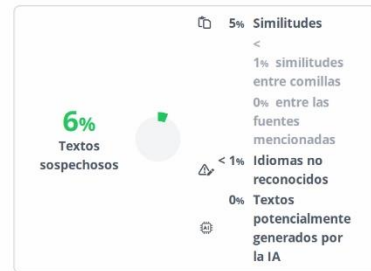 6%
Textos
sospechosos
5% Similitudes
<
1% similitudes
entre comillas
0% entre las
fuentes
mencionadas
< 1% Idiomas no
reconocidos
0% Textos
potencialmente
generados por
la IA
AI